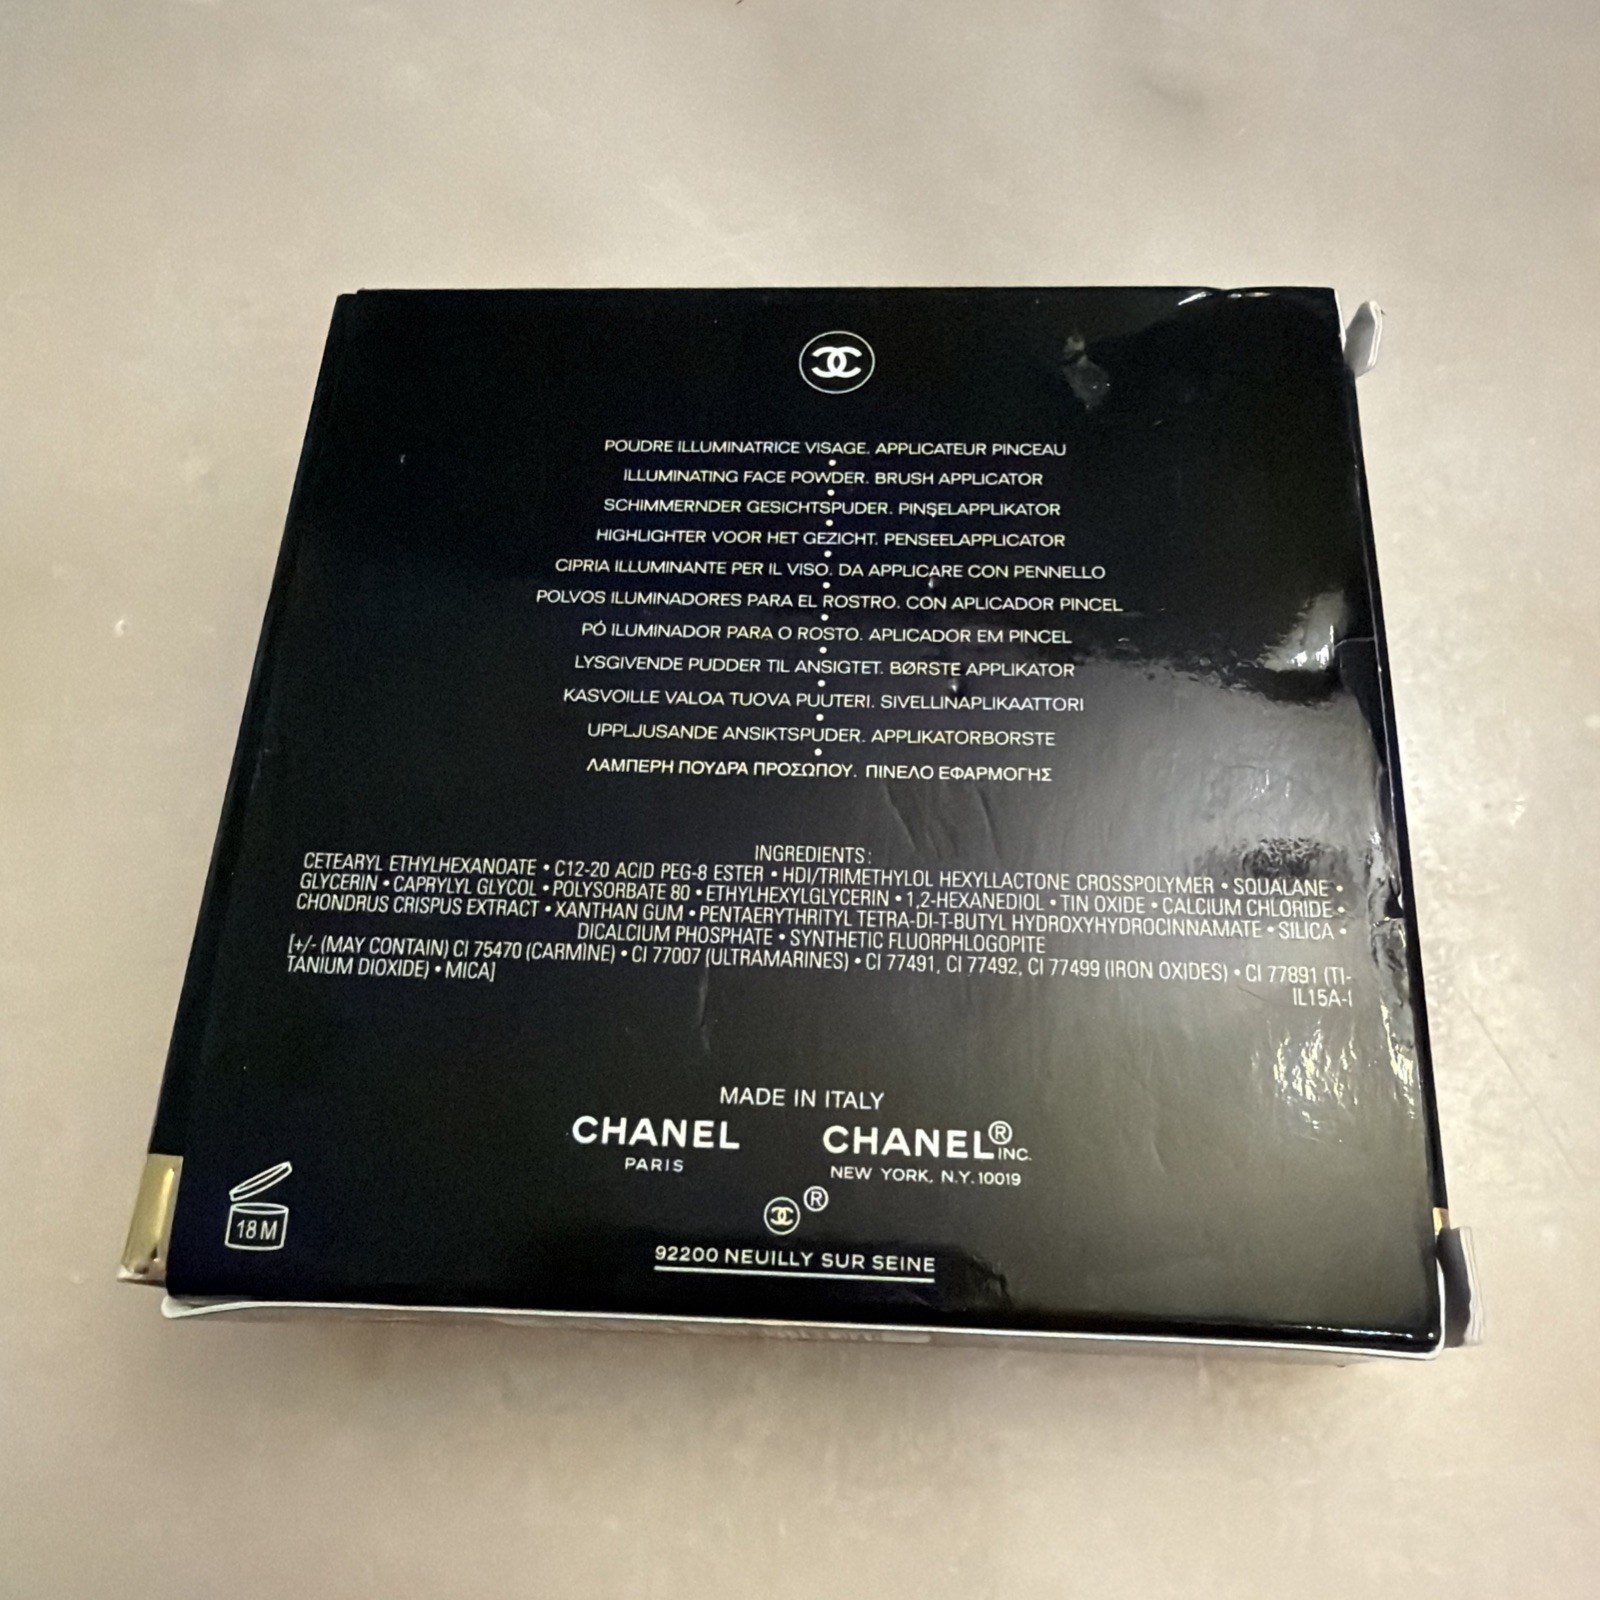 POUDRE ILLUMINATRICE VISAGE. APPLICATEUR PINCEAU
•
ILLUMINATING FACE POWDER. BRUSH APPLICATOR
•
SCHIMMERNDER GESICHTSPUDER. PINSELAPPLIKATOR
•
HIGHLIGHTER VOOR HET GEZICHT. PENSEELAPPLICATOR
•
CIPRIA ILLUMINANTE PER IL VISO. DA APPLICARE CON PENNELLO
•
POLVOS ILUMINADORES PARA EL ROSTRO. CON APLICADOR PINCEL
•
PÓ ILUMINADOR PARA O ROSTO. APLICADOR EM PINCEL
•
LYSGIVENDE PUDDER TIL ANSIGTET. BØRSTE APPLIKATOR
•
KASVOILLE VALOA TUOVA PUUTERI. SIVELLINAPLIKAATTORI
•
UPPLJUSANDE ANSIKTSPUDER. APPLIKATORBORSTE
•
ΛΑΜΠΕΡΗ ΠΟΥΔΡΑ ΠΡΟΣΩΠΟΥ. ΠΙΝΕΛΟ ΕΦΑΡΜΟΓΗΣ
INGREDIENTS:
CETEARYL ETHYLHEXANOATE • C12-20 ACID PEG-8 ESTER • HDI/TRIMETHYLOL HEXYLLACTONE CROSSPOLYMER • SQUALANE •
GLYCERIN • CAPRYLYL GLYCOL • POLYSORBATE 80 • ETHYLHEXYLGLYCERIN • 1,2-HEXANEDIOL • TIN OXIDE • CALCIUM CHLORIDE •
CHONDRUS CRISPUS EXTRACT • XANTHAN GUM • PENTAERYTHRITYL TETRA-DI-T-BUTYL HYDROXYHYDROCINNAMATE • SILICA •
DICALCIUM PHOSPHATE • SYNTHETIC FLUORPHLOGOPITE
[+/- (MAY CONTAIN) CI 75470 (CARMINE) • CI 77007 (ULTRAMARINES) • CI 77491, CI 77492, CI 77499 (IRON OXIDES) • CI 77891 (TI-
TANIUM DIOXIDE) • MICA]
IL15A-I
MADE IN ITALY
CHANEL CHANEL® INC.
PARIS NEW YORK, N.Y. 10019
®
18 M
92200 NEUILLY SUR SEINE